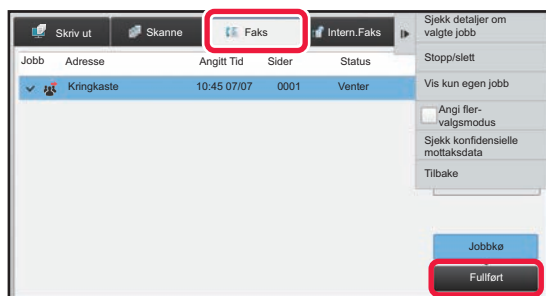 Skriv ut
Skanne
Faks
Intern.Faks
Jobb Adresse Angitt Tid Sider Status
Kringkaste 10:45 07/07 0001 Venter
Sjekk detaljer om
valgte jobb
Stopp/slett
Vis kun egen jobb
Angi fler-
valgsmodus
Sjekk konfidensielle
mottaksdata
Tilbake
Jobbkø
Fullført